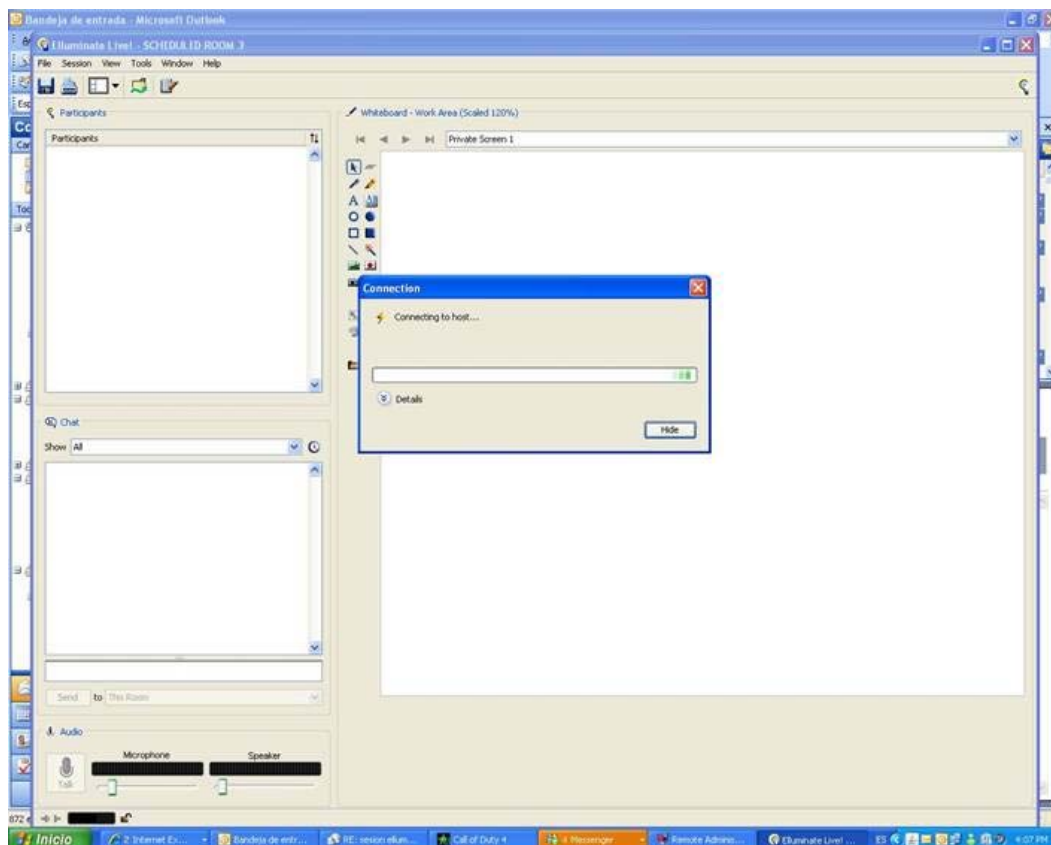 Bandeja de entrada - Microsoft Outlook
Elluminate Live! - SCHEDULED ROOM 3
File Session View Tools Window Help
Participants
Whiteboard - Work Area (Scaled 120%)
Participants
Private Screen 1
A
Connection
Connecting to host...
Details
Hide
Chat
Show All
Send to This Room
Audio
Microphone Speaker
Talk
Inicio
2 Internet Ex...
Bandeja de entr...
RE: sesion ellum...
Call of Duty 4
4 Messenger
Remote Admini...
Elluminate Live! ...
ES
4:07 PM